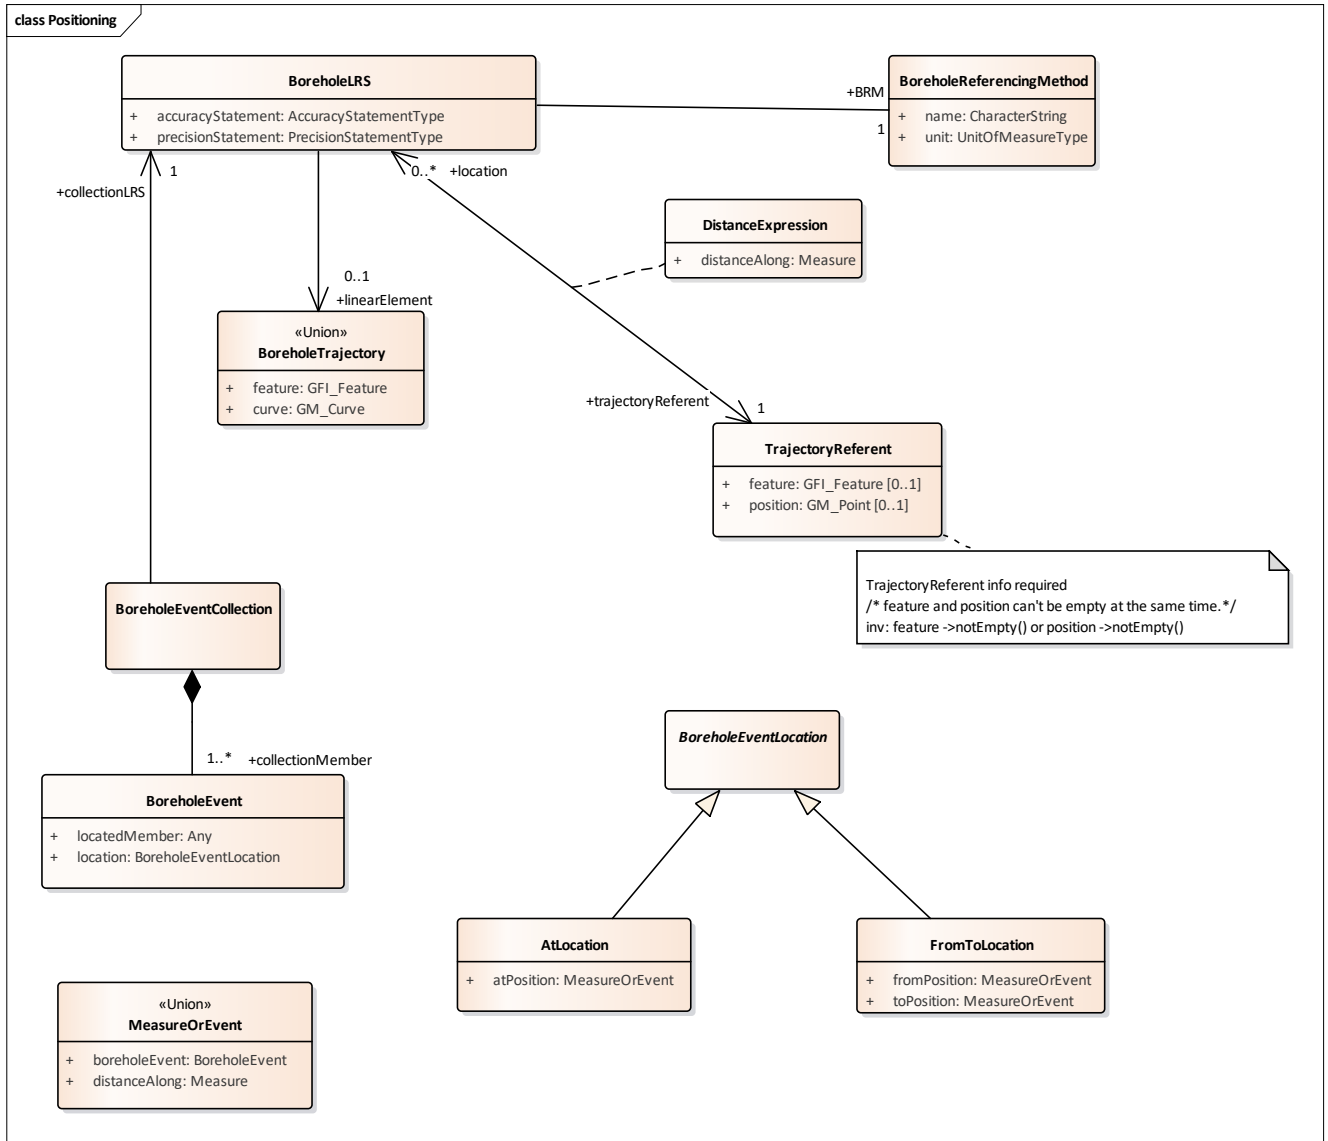 class Positioning
BoreholeLRS
+ accuracyStatement: AccuracyStatementType
+ precisionStatement: PrecisionStatementType
+BRM
1
BoreholeReferencingMethod
+ name: CharacterString
+ unit: UnitOfMeasureType
1
+collectionLRS
0..* +location
DistanceExpression
+ distanceAlong: Measure
0..1
+linearElement
«Union»
BoreholeTrajectory
+ feature: GFI_Feature
+ curve: GM_Curve
+trajectoryReferent
1
TrajectoryReferent
+ feature: GFI_Feature [0..1]
+ position: GM_Point [0..1]
TrajectoryReferent info required
/* feature and position can't be empty at the same time.*/
inv: feature ->notEmpty() or position ->notEmpty()
BoreholeEventCollection
1..* +collectionMember
BoreholeEvent
+ locatedMember: Any
+ location: BoreholeEventLocation
BoreholeEventLocation
AtLocation
+ atPosition: MeasureOrEvent
FromToLocation
+ fromPosition: MeasureOrEvent
+ toPosition: MeasureOrEvent
«Union»
MeasureOrEvent
+ boreholeEvent: BoreholeEvent
+ distanceAlong: Measure